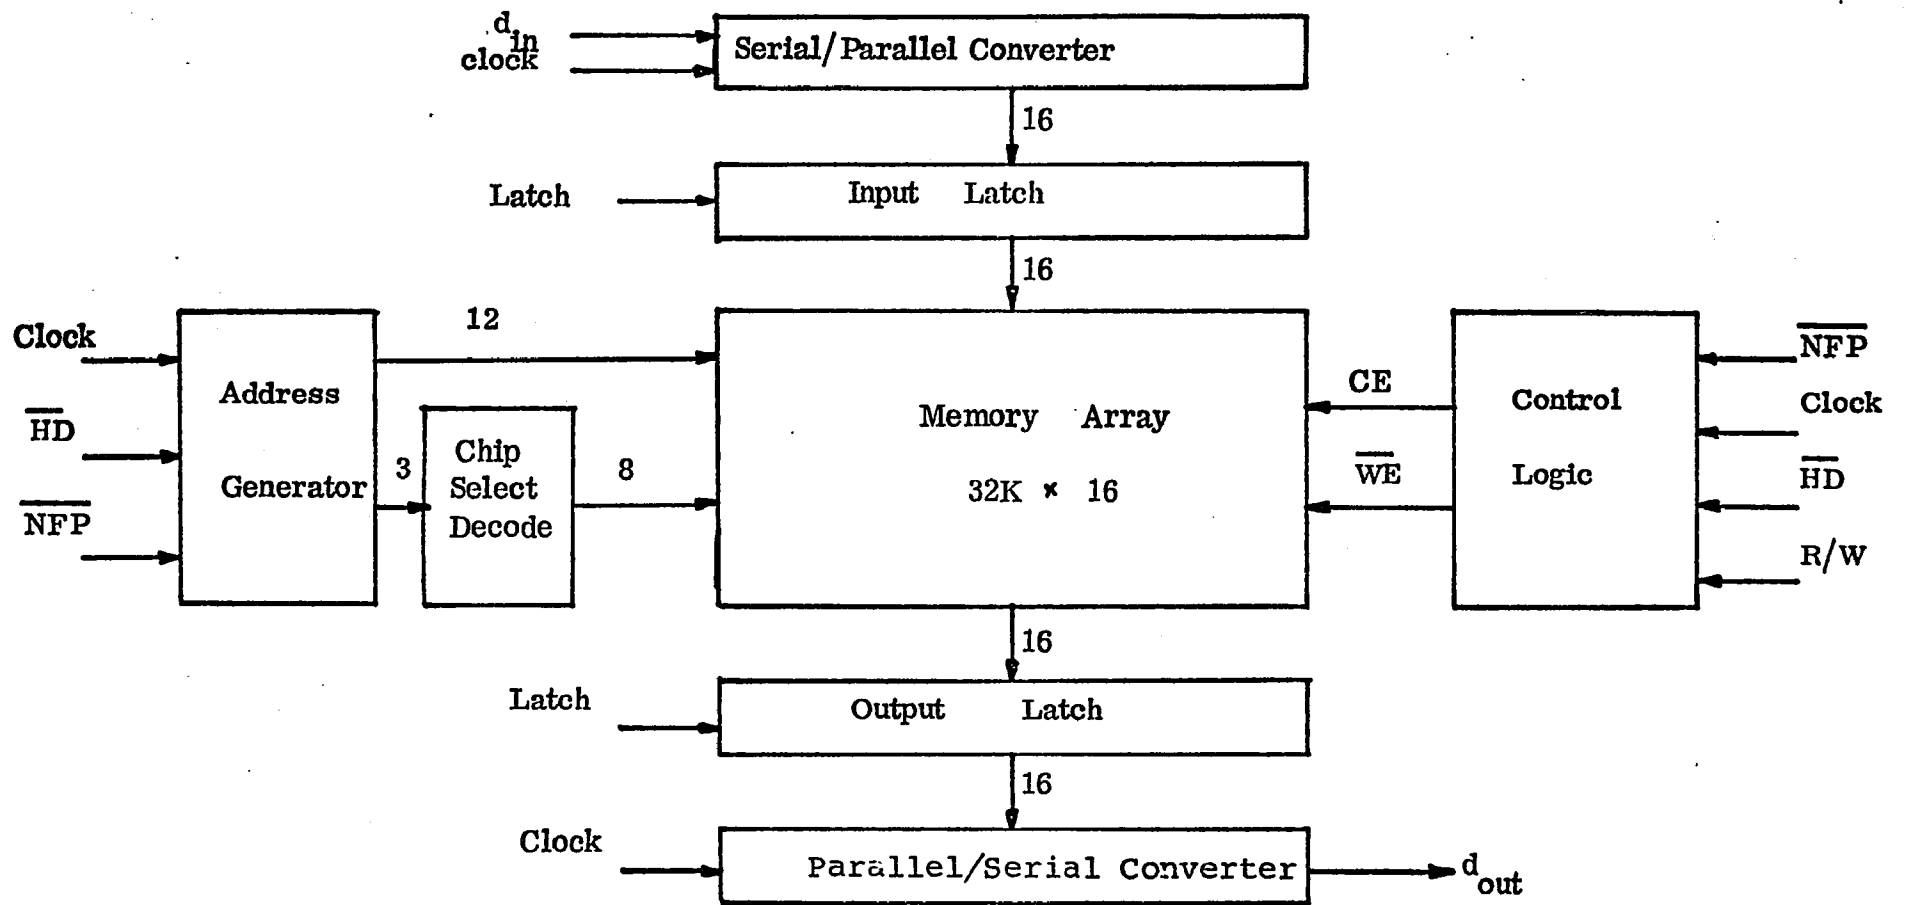 d
in
clock
Serial/Parallel Converter
16
Latch
Input Latch
16
Clock
HD
NFP
Address
Generator
12
3
Chip
Select
Decode
8
Memory Array
32K × 16
CE
WE
Control
Logic
NFP
Clock
HD
R/W
16
Latch
Output Latch
16
Clock
Parallel/Serial Converter
d
out